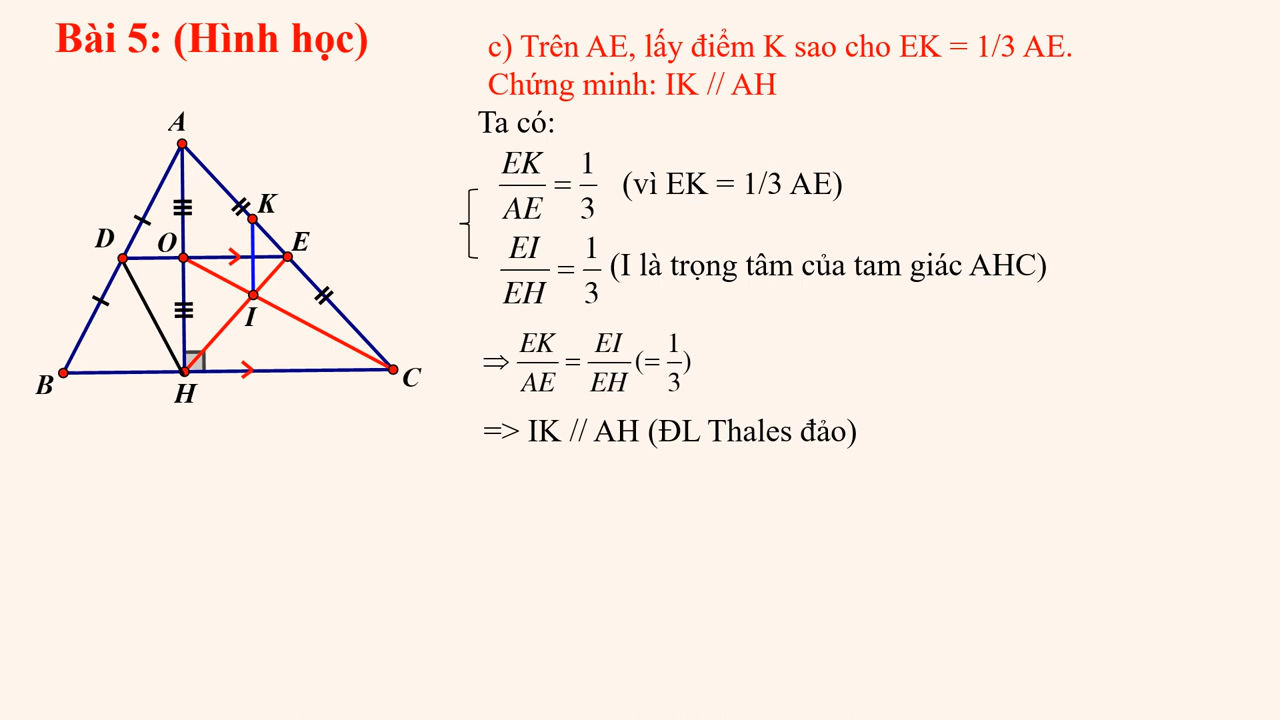 Bài 5: (Hình học)
c) Trên AE, lấy điểm K sao cho EK = 1/3 AE.
Chứng minh: IK // AH
Ta có:
EK/AE = 1/3 (vì EK = 1/3 AE)
EI/EH = 1/3 (I là trọng tâm của tam giác AHC)
⇒ EK/AE = EI/EH (= 1/3)
=> IK // AH (ĐL Thales đảo)
A
K
D
O
E
I
B
H
C